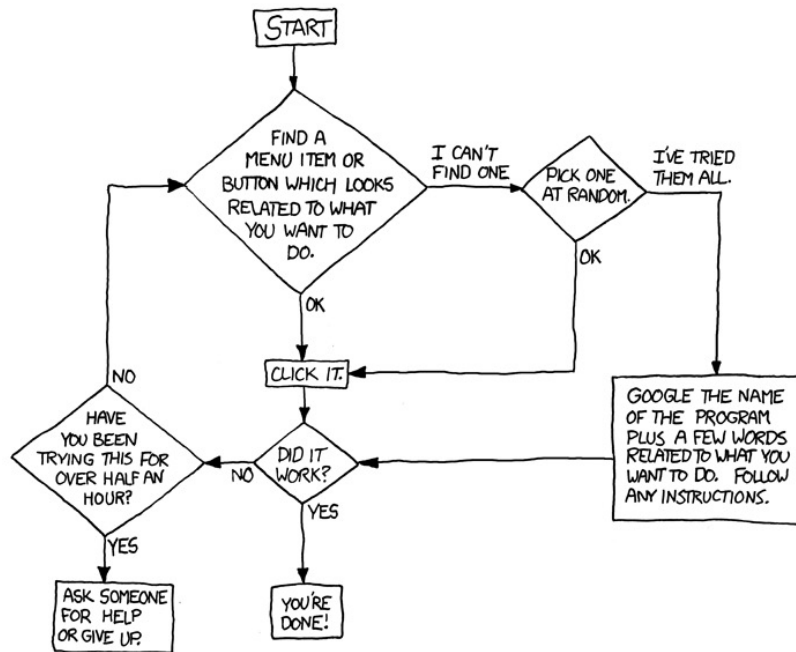 START
FIND A
MENU ITEM OR
BUTTON WHICH LOOKS
RELATED TO WHAT
YOU WANT TO
DO.
I CAN'T
FIND ONE
PICK ONE
AT RANDOM.
I'VE TRIED
THEM ALL.
OK
OK
CLICK IT.
NO
HAVE
YOU BEEN
TRYING THIS FOR
OVER HALF AN
HOUR?
NO
DID IT
WORK?
GOOGLE THE NAME
OF THE PROGRAM
PLUS A FEW WORDS
RELATED TO WHAT YOU
WANT TO DO. FOLLOW
ANY INSTRUCTIONS.
YES
YES
ASK SOMEONE
FOR HELP
OR GIVE UP.
YOU'RE
DONE!